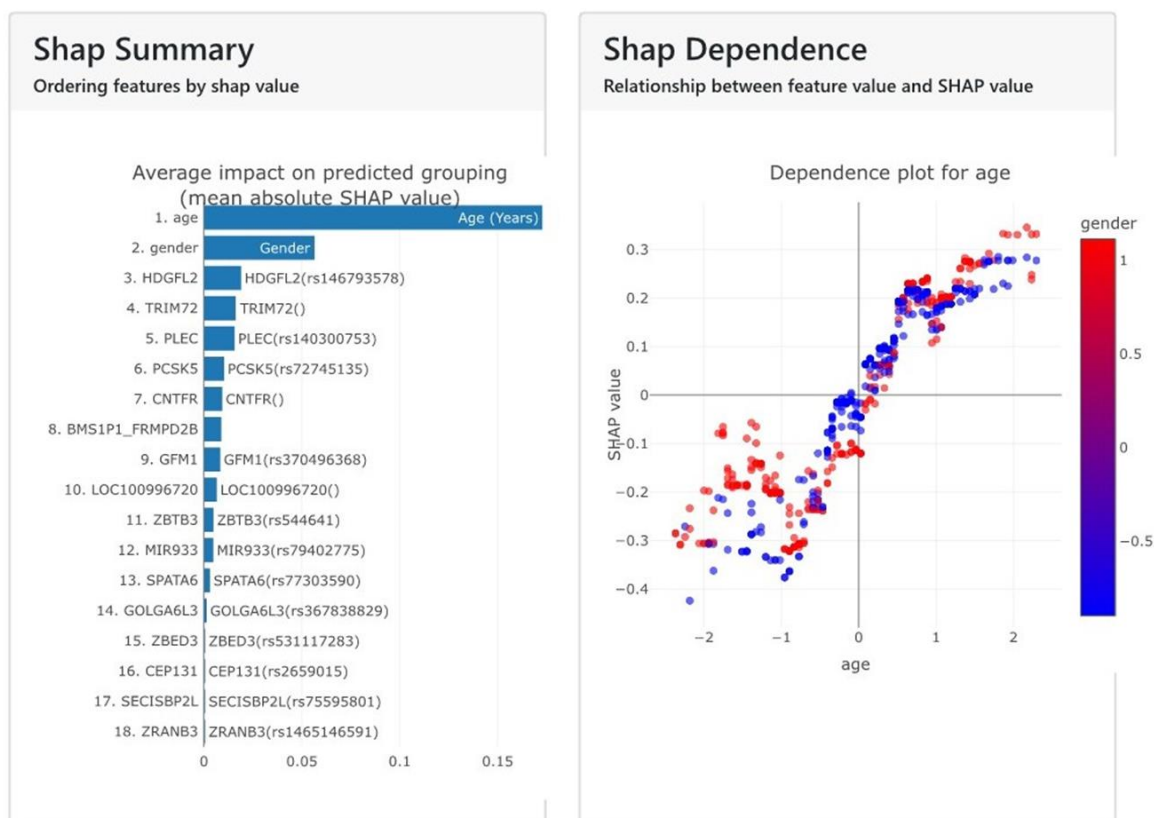 Shap Summary
Ordering features by shap value
Average impact on predicted grouping
(mean absolute SHAP value)
1. age Age (Years)
2. gender Gender
3. HDGFL2 HDGFL2(rs146793578)
4. TRIM72 TRIM72()
5. PLEC PLEC(rs140300753)
6. PCSK5 PCSK5(rs72745135)
7. CNTFR CNTFR()
8. BMS1P1_FRMPD2B
9. GFM1 GFM1(rs370496368)
10. LOC100996720 LOC100996720()
11. ZBTB3 ZBTB3(rs544641)
12. MIR933 MIR933(rs79402775)
13. SPATA6 SPATA6(rs77303590)
14. GOLGA6L3 GOLGA6L3(rs367838829)
15. ZBED3 ZBED3(rs531117283)
16. CEP131 CEP131(rs2659015)
17. SECISBP2L SECISBP2L(rs75595801)
18. ZRANB3 ZRANB3(rs1465146591)
0 0.05 0.1 0.15
Shap Dependence
Relationship between feature value and SHAP value
Dependence plot for age
gender
1
0.5
0
−0.5
SHAP value
0.3
0.2
0.1
0
−0.1
−0.2
−0.3
−0.4
−2 −1 0 1 2
age